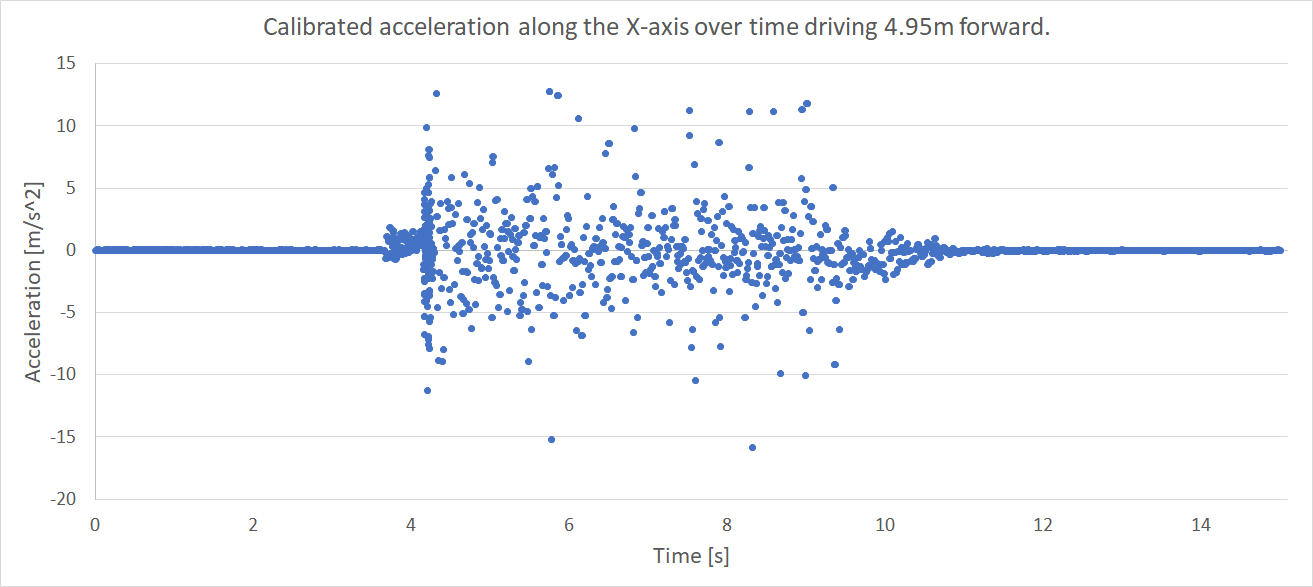 Calibrated acceleration along the X-axis over time driving 4.95m forward.
15
10
5
0
-5
-10
-15
-20
Acceleration [m/s^2]
0 2 4 6 8 10 12 14
Time [s]